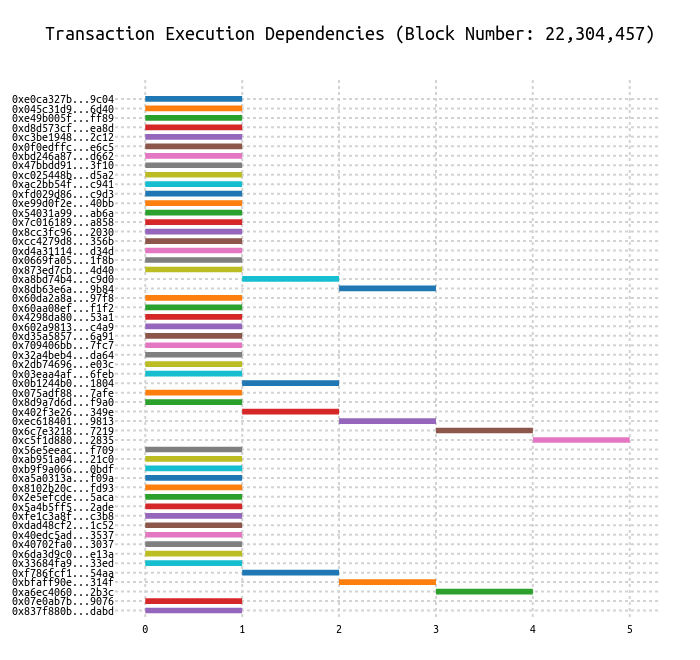 Transaction Execution Dependencies (Block Number: 22,304,457)
0xe0ca327b...9c04
0x045c31d9...6d40
0xe49b005f...ff89
0xd8d573cf...ea8d
0xc3be1948...2c12
0x0f0edffc...e6c5
0xbd246a87...d662
0x47bbdd91...3f10
0xc025448b...d5a2
0xac2bb54f...c941
0xfd029d86...c9d3
0xe99d0f2e...40bb
0x54031a99...ab6a
0x7c016189...a858
0x8cc3fc96...2030
0xcc4279d8...356b
0xd4a31114...d34d
0x0669fa05...1f8b
0x873ed7cb...4d40
0xa8bd74b4...c9d0
0x8db63e6a...9b84
0x60da2a8a...97f8
0x60aa08ef...f1f2
0x4298da80...53a1
0x602a9813...c4a9
0xd35a5857...6a91
0x709406bb...7fc7
0x32a4beb4...da64
0x2db74696...e03c
0x03eaa4af...6feb
0x0b1244b0...1804
0x075adf88...7afe
0x8d9a7d6d...f9a0
0x402f3e26...349e
0xec618401...9813
0x6c7e3218...7219
0xc5f1d880...2835
0x56e5eeac...f709
0xab951a04...21c0
0xb9f9a066...0bdf
0xa5a0313a...f09a
0x8102b20c...fd93
0x2e5efcde...5aca
0x5a4b5ff5...2ade
0xfe1c3a8f...c3b8
0xdad48cf2...1c52
0x40edc5ad...3537
0x40702fa0...3037
0x6da3d9c0...e13a
0x33684fa9...33ed
0xf786fcf1...54aa
0xbfaff90e...314f
0xa6ec4060...2b3c
0x07e0ab7b...9076
0x837f880b...dabd
0 1 2 3 4 5